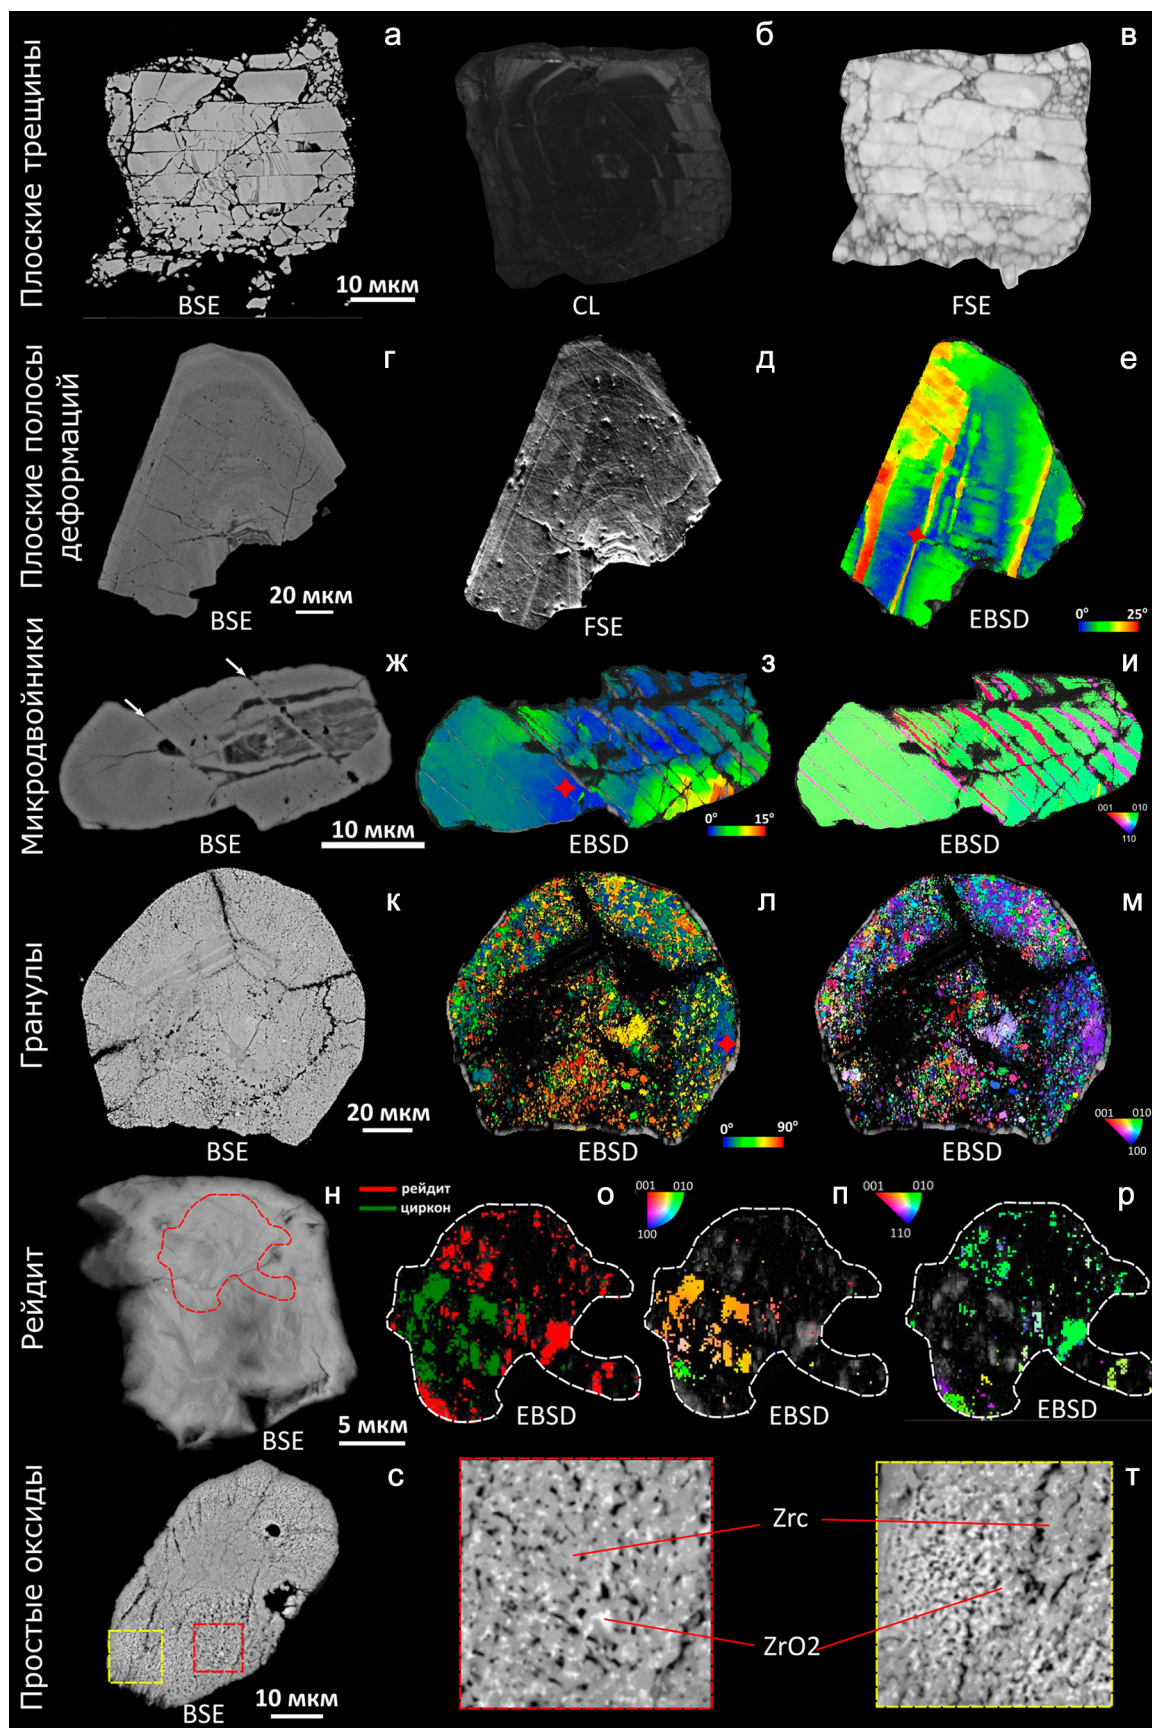 Плоские трещины
а
б
в
10 мкм
BSE
CL
FSE
Плоские полосы
деформаций
г
д
е
20 мкм
BSE
FSE
EBSD
0° 25°
Микродвойники
ж
з
и
BSE
10 мкм
EBSD
0° 15°
EBSD
001 010
110
Гранулы
к
л
м
20 мкм
BSE
EBSD
0° 90°
EBSD
001 010
100
Рейдит
н
рейдит
циркон
о
001 010
100
п
001 010
110
р
5 мкм
BSE
EBSD
EBSD
EBSD
Простые оксиды
с
т
Zrc
ZrO2
10 мкм
BSE